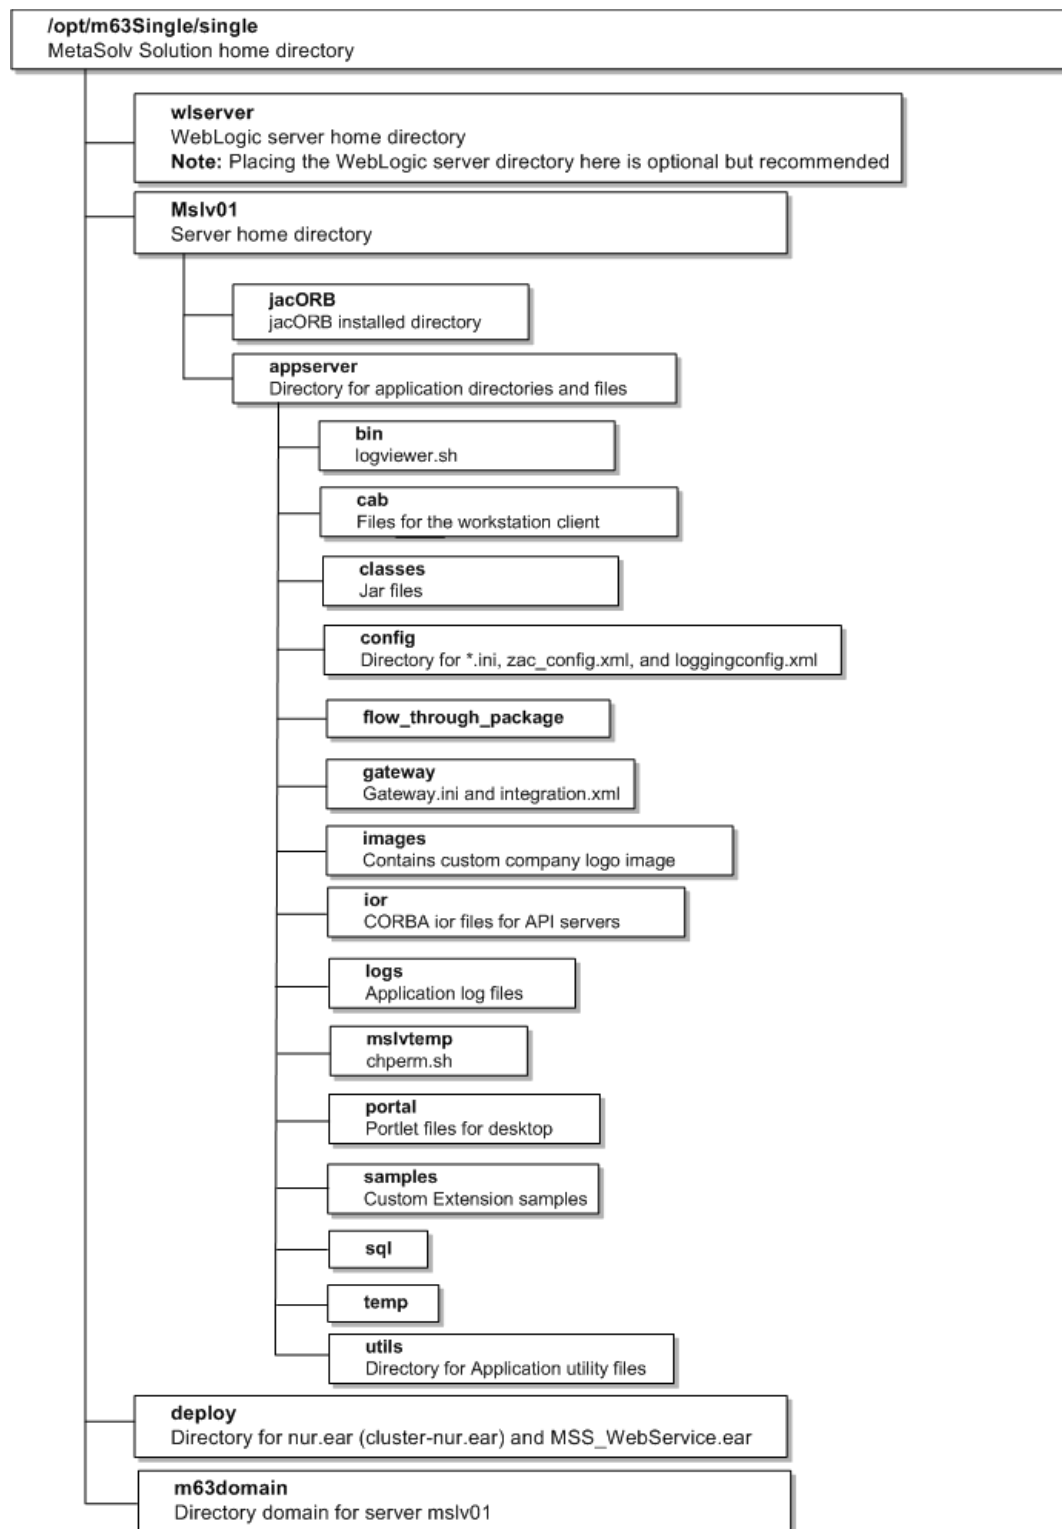 /opt/m63Single/single
MetaSolv Solution home directory
wlserver
WebLogic server home directory
Note: Placing the WebLogic server directory here is optional but recommended
Mslv01
Server home directory
jacORB
jacORB installed directory
appserver
Directory for application directories and files
bin
logviewer.sh
cab
Files for the workstation client
classes
Jar files
config
Directory for *.ini, zac_config.xml, and loggingconfig.xml
flow_through_package
gateway
Gateway.ini and integration.xml
images
Contains custom company logo image
ior
CORBA ior files for API servers
logs
Application log files
mslvtemp
chperm.sh
portal
Portlet files for desktop
samples
Custom Extension samples
sql
temp
utils
Directory for Application utility files
deploy
Directory for nur.ear (cluster-nur.ear) and MSS_WebService.ear
m63domain
Directory domain for server mslv01